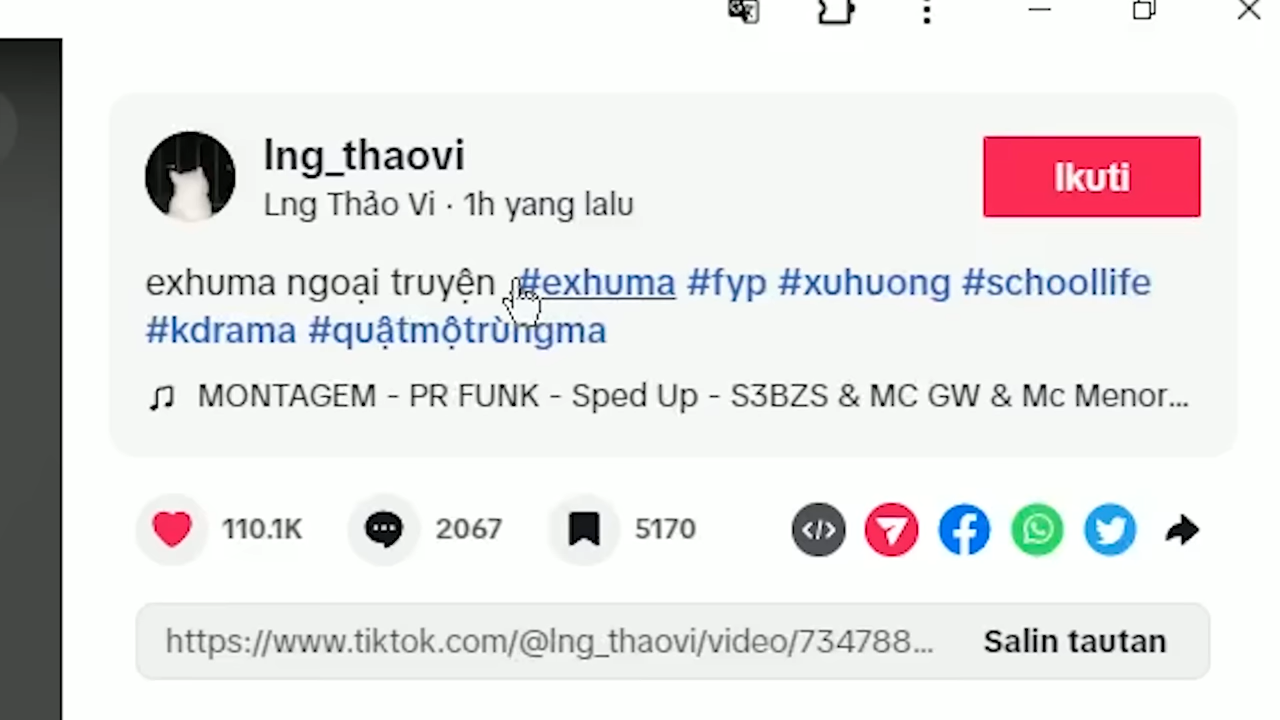 lng_thaovi
Lng Thảo Vi · 1h yang lalu
Ikuti
exhuma ngoại truyện #exhuma #fyp #xuhuong #schoollife
#kdrama #quậtmộtrùngma
MONTAGEM - PR FUNK - Sped Up - S3BZS & MC GW & Mc Menor...
110.1K 2067 5170
https://www.tiktok.com/@lng_thaovi/video/734788... Salin tautan